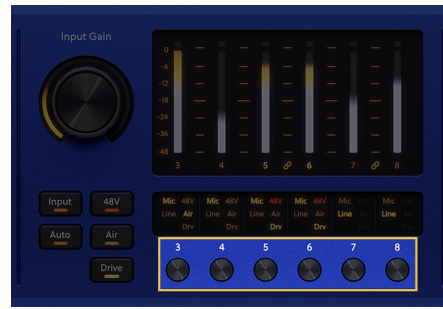 Input Gain
0
-6
-12
-18
-24
-36
-48
3 4 5 6 7 8
Input 48V
Auto Air
Drive
Mic 48V Mic 48V Mic 48V Mic 48V Mic 48V Mic 48V
Line Air Line Air Line Air Line Air Line Line
Drv Drv Drv Drv
3 4 5 6 7 8